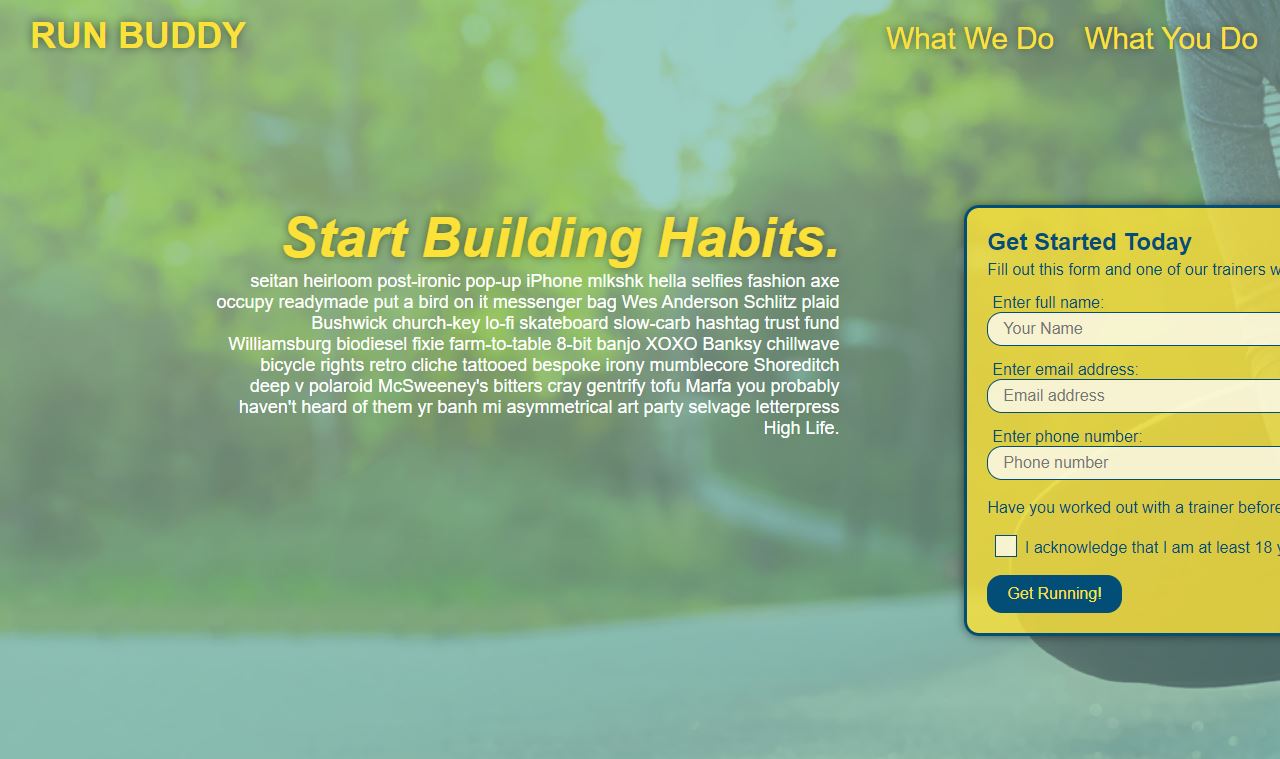 RUN BUDDY
What We Do What You Do
Start Building Habits.
seitan heirloom post-ironic pop-up iPhone mlkshk hella selfies fashion axe
occupy readymade put a bird on it messenger bag Wes Anderson Schlitz plaid
Bushwick church-key lo-fi skateboard slow-carb hashtag trust fund
Williamsburg biodiesel fixie farm-to-table 8-bit banjo XOXO Banksy chillwave
bicycle rights retro cliche tattooed bespoke irony mumblecore Shoreditch
deep v polaroid McSweeney's bitters cray gentrify tofu Marfa you probably
haven't heard of them yr banh mi asymmetrical art party selvage letterpress
High Life.
Get Started Today
Fill out this form and one of our trainers w
Enter full name:
Your Name
Enter email address:
Email address
Enter phone number:
Phone number
Have you worked out with a trainer before
I acknowledge that I am at least 18 y
Get Running!